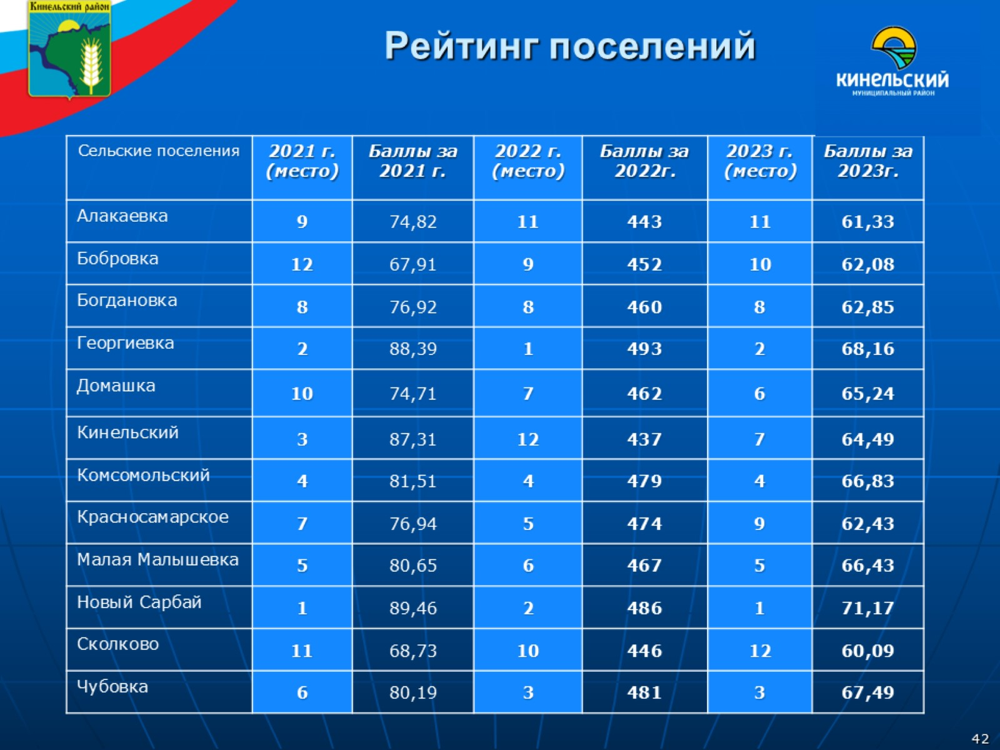 Кинельский район
Рейтинг поселений
КИНЕЛЬСКИЙ
МУНИЦИПАЛЬНЫЙ РАЙОН
Сельские поселения 2021 г. (место) Баллы за 2021 г. 2022 г. (место) Баллы за 2022г. 2023 г. (место) Баллы за 2023г.
Алакаевка 9 74,82 11 443 11 61,33
Бобровка 12 67,91 9 452 10 62,08
Богдановка 8 76,92 8 460 8 62,85
Георгиевка 2 88,39 1 493 2 68,16
Домашка 10 74,71 7 462 6 65,24
Кинельский 3 87,31 12 437 7 64,49
Комсомольский 4 81,51 4 479 4 66,83
Красносамарское 7 76,94 5 474 9 62,43
Малая Малышевка 5 80,65 6 467 5 66,43
Новый Сарбай 1 89,46 2 486 1 71,17
Сколково 11 68,73 10 446 12 60,09
Чубовка 6 80,19 3 481 3 67,49
42